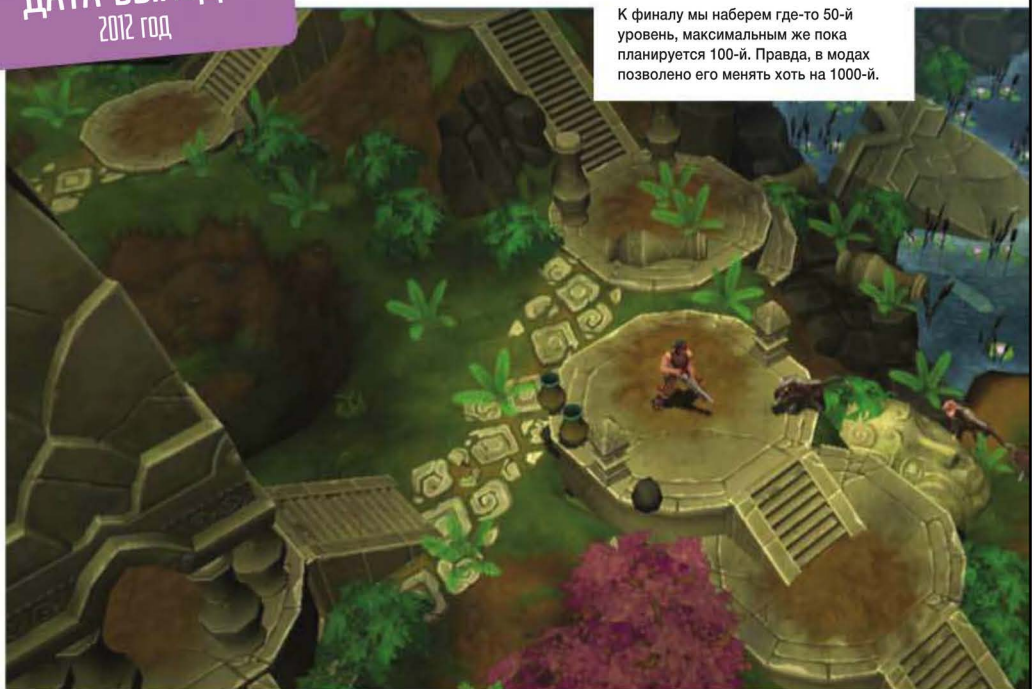 ДАТА
2012 ГОД
К финалу мы наберем где-то 50-й
уровень, максимальным же пока
планируется 100-й. Правда, в модах
позволено его менять хоть на 1000-й.